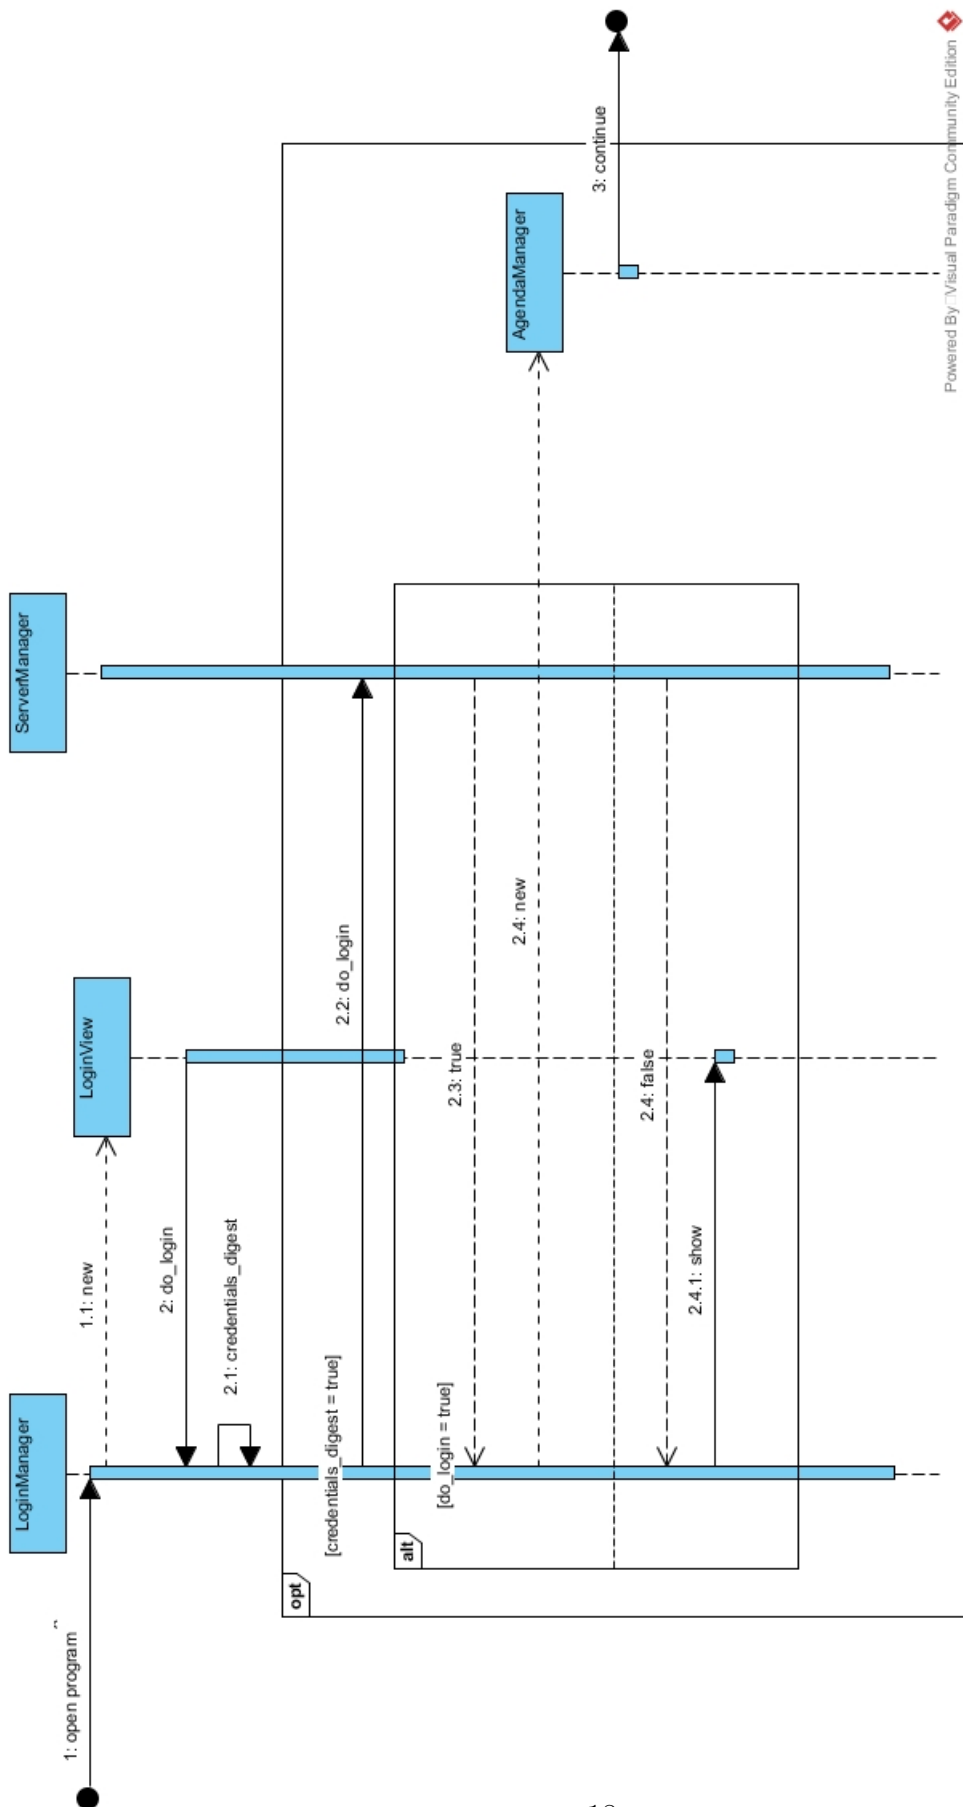 LoginManager
LoginView
ServerManager
AgendaManager
1: open program
1.1: new
2: do_login
2.1: credentials_digest
opt
[credentials_digest = true]
2.2: do_login
alt
[do_login = true]
2.3: true
2.4: new
3: continue
2.4: false
2.4.1: show
Powered By Visual Paradigm Community Edition